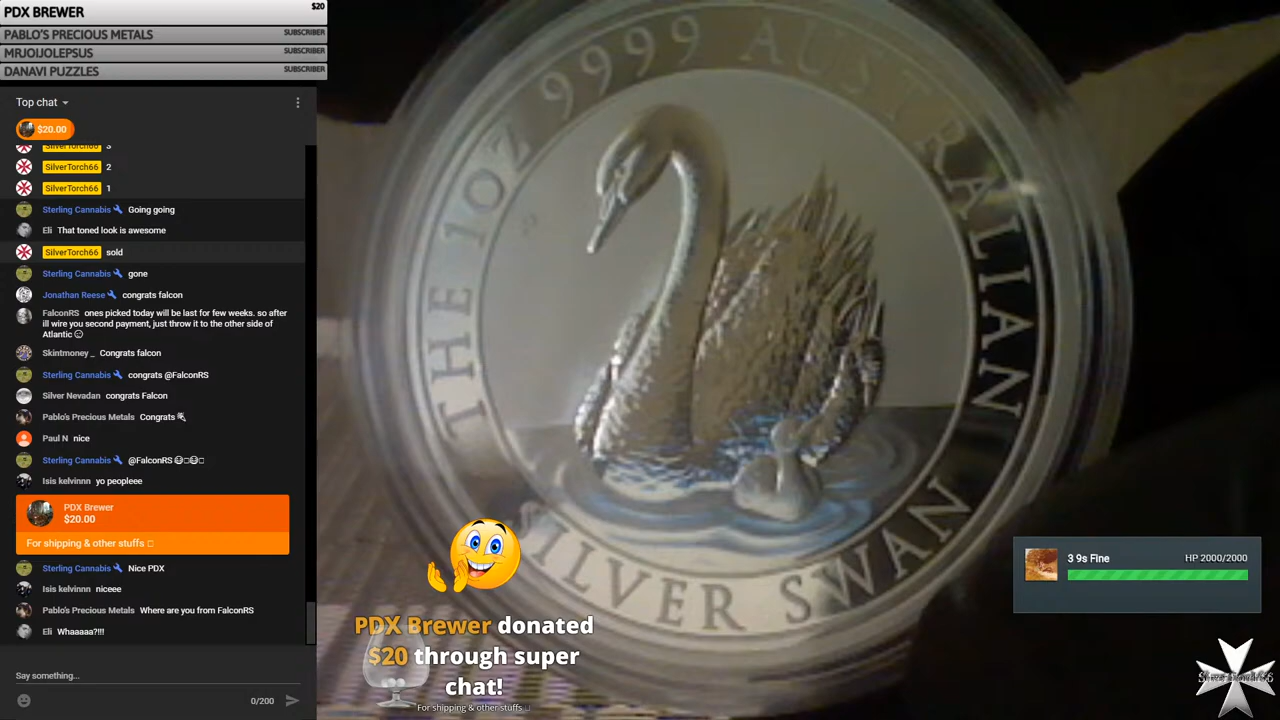 PDX BREWER $20
PABLO'S PRECIOUS METALS SUBSCRIBER
MRJOIJOLEPSUS SUBSCRIBER
DANAVI PUZZLES SUBSCRIBER
Top chat
$20.00
SilverTorch66 3
SilverTorch66 2
SilverTorch66 1
Sterling Cannabis Going going
Eli That toned look is awesome
SilverTorch66 sold
Sterling Cannabis gone
Jonathan Reese congrats falcon
FalconRS ones picked today will be last for few weeks. so after
ill wire you second payment, just throw it to the other side of
Atlantic
Skintmoney _ Congrats falcon
Sterling Cannabis congrats @FalconRS
Silver Nevadan congrats Falcon
Pablo's Precious Metals Congrats
Paul N nice
Sterling Cannabis @FalconRS
Isis kelvinnn yo peopleee
PDX Brewer
$20.00
For shipping & other stuffs
Sterling Cannabis Nice PDX
Isis kelvinnn niceee
Pablo's Precious Metals Where are you from FalconRS
Eli Whaaaaa?!!!
Say something...
0/200
THE 1OZ 9999 AUSTRALIAN
SILVER SWAN
PDX Brewer donated
$20 through super
chat!
For shipping & other stuffs
3 9s Fine HP 2000/2000